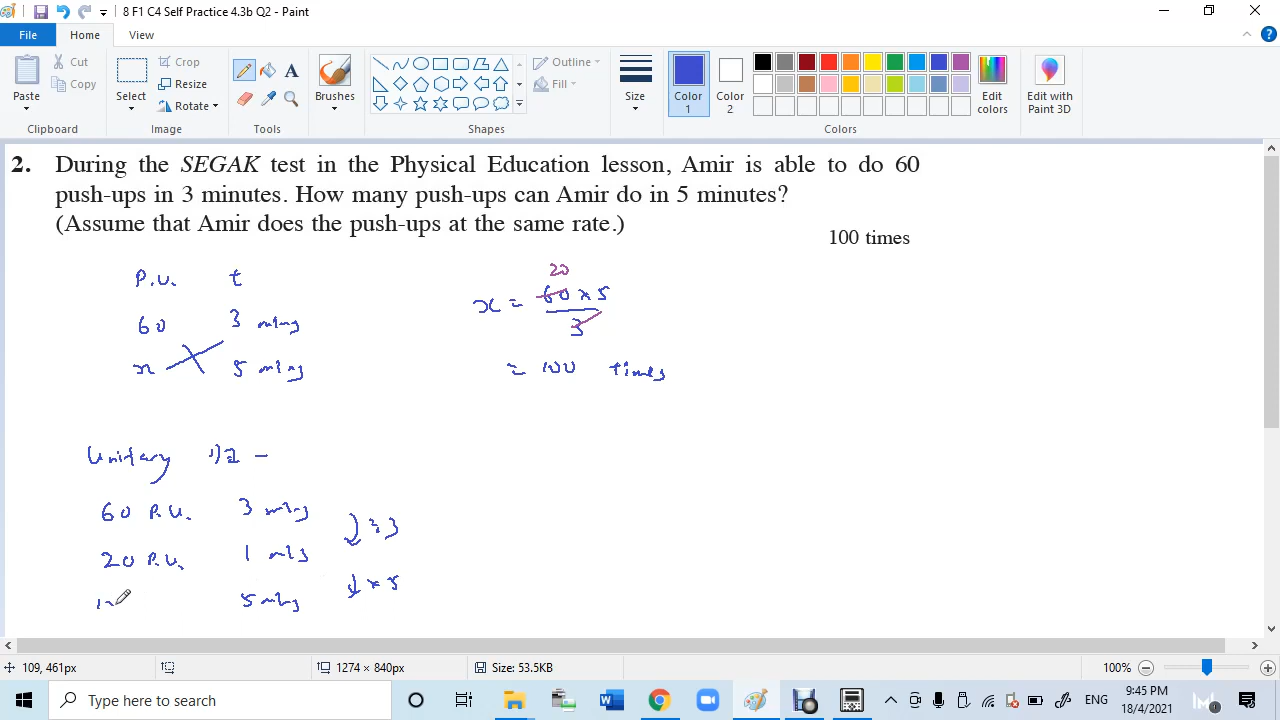 8 F1 C4 Self Practice 4.3b Q2 - Paint
File Home View
Paste
Cut
Copy
Clipboard
Select
Crop
Resize
Rotate
Image
Tools
Brushes
Shapes
Outline
Fill
Size
Color 1
Color 2
Colors
Edit colors
Edit with Paint 3D
2. During the SEGAK test in the Physical Education lesson, Amir is able to do 60
push-ups in 3 minutes. How many push-ups can Amir do in 5 minutes?
(Assume that Amir does the push-ups at the same rate.)
100 times
P.U. t
60 3 mins
x 5 mins
20
x = 60 × 5
3
= 100 times
Unitary
60 P.U. 3 mins
÷ 3
20 P.U. 1 mins
× 5
5 mins
109, 461px
1274 × 840px
Size: 53.5KB
100%
Type here to search
ENG
9:45 PM
18/4/2021